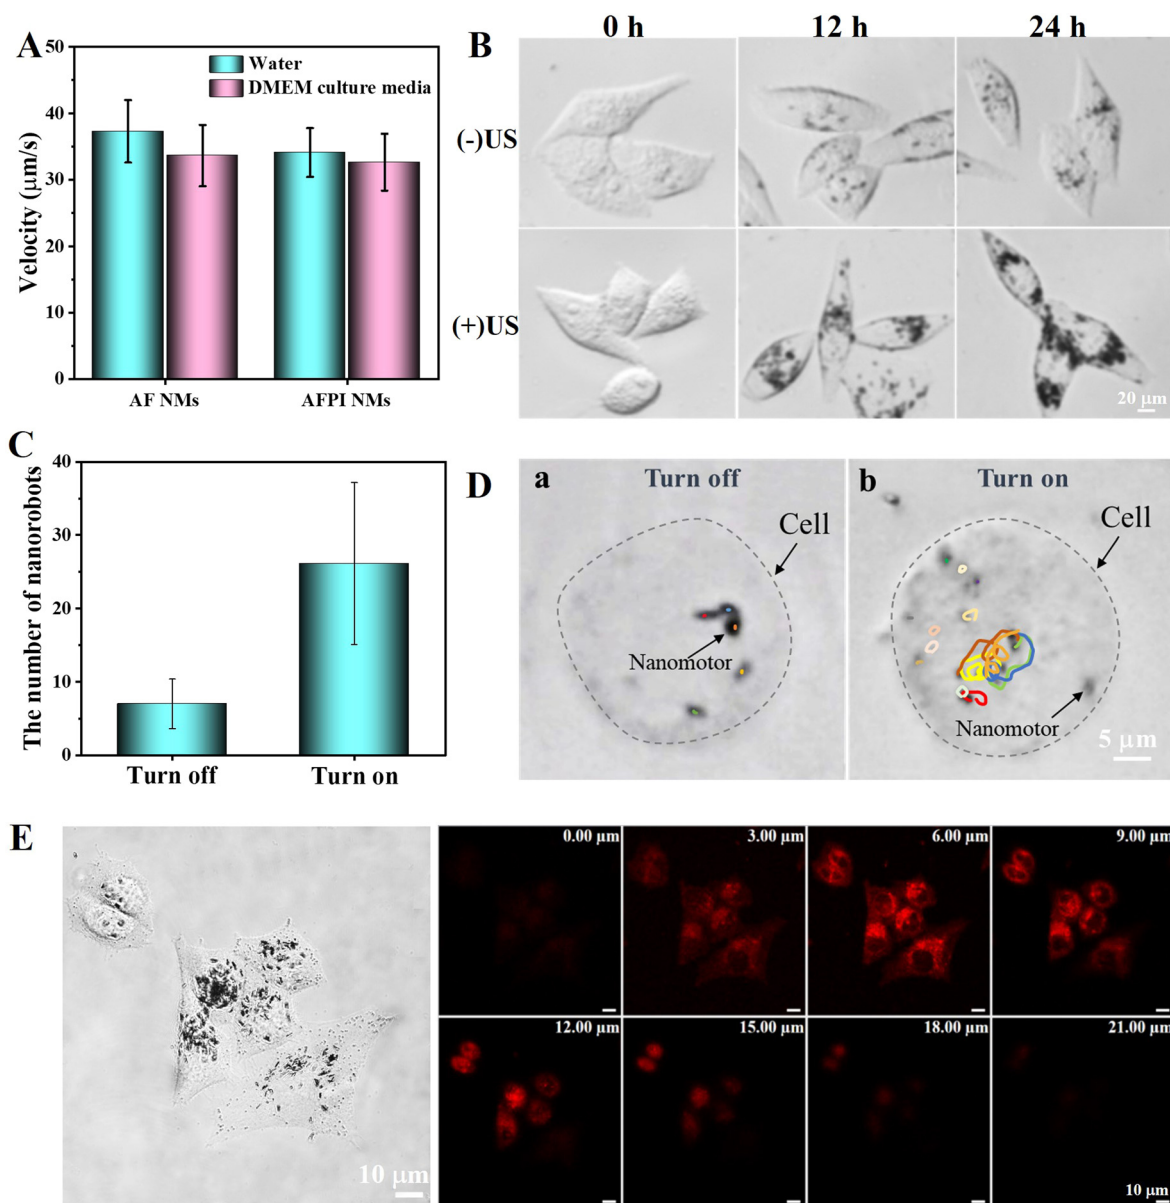 A
50
40
30
20
10
0
Velocity (μm/s)
Water
DMEM culture media
AF NMs
AFPI NMs
B
0 h
12 h
24 h
(-)US
(+)US
20 μm
C
40
30
20
10
0
The number of nanorobots
Turn off
Turn on
D
a
Turn off
Cell
Nanomotor
b
Turn on
Cell
Nanomotor
5 μm
E
10 μm
0.00 μm
3.00 μm
6.00 μm
9.00 μm
12.00 μm
15.00 μm
18.00 μm
21.00 μm
10 μm